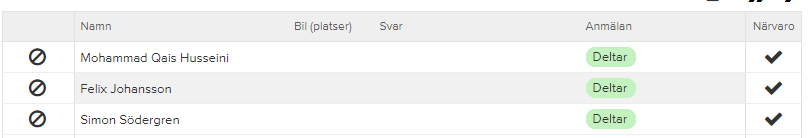 Namn Bil (platser) Svar Anmälan Närvaro
Mohammad Qais Husseini Deltar
Felix Johansson Deltar
Simon Södergren Deltar